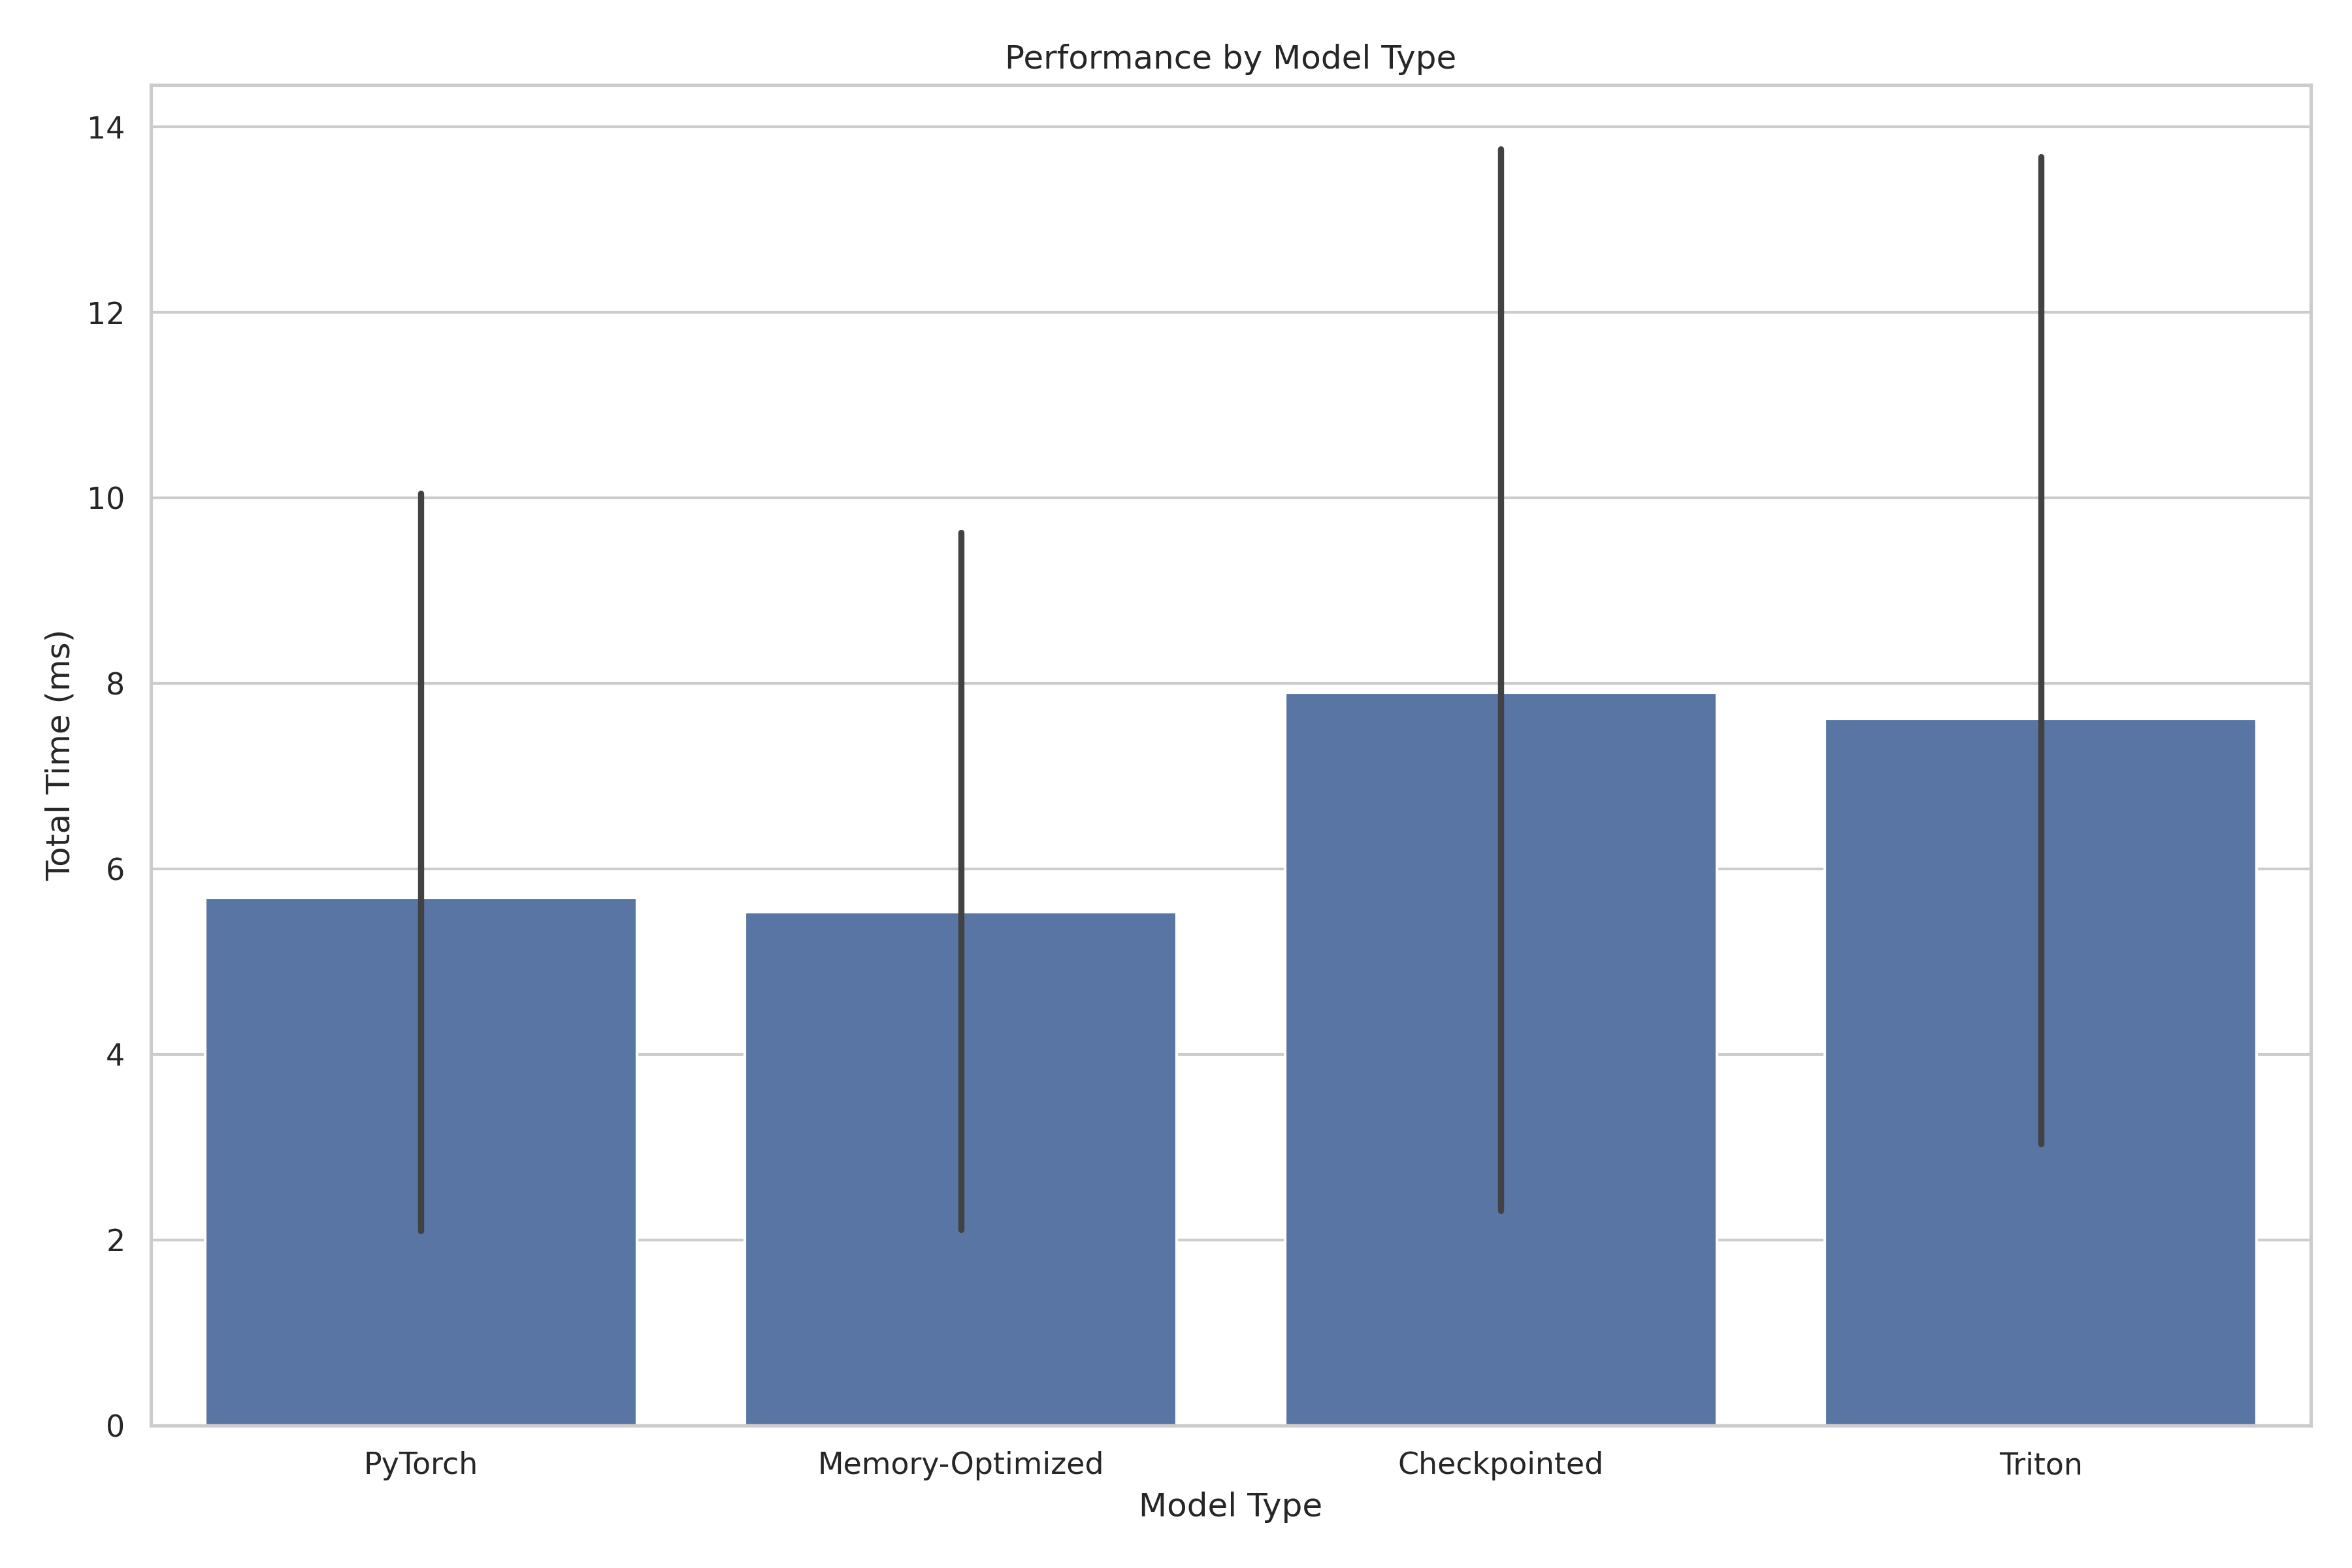 Performance by Model Type
Total Time (ms)
14
12
10
8
6
4
2
0
PyTorch
Memory-Optimized
Checkpointed
Triton
Model Type